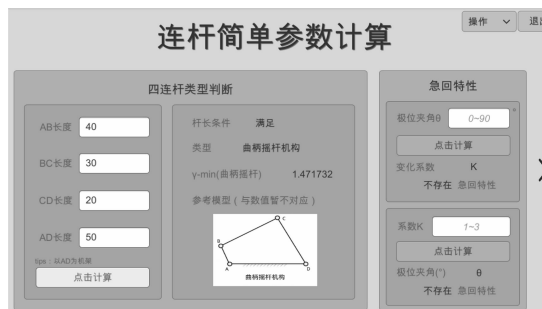 操作
退出
连杆简单参数计算
四连杆类型判断
AB长度 40
BC长度 30
CD长度 20
AD长度 50
tips：以AD为机架
点击计算
杆长条件 满足
类型 曲柄摇杆机构
γ-min(曲柄摇杆) 1.471732
参考模型（与数值暂不对应）
C
B
A
D
曲柄摇杆机构
急回特性
极位夹角θ 0~90 °
点击计算
变化系数 K
不存在 急回特性
系数K 1~3
点击计算
极位夹角(°) θ
不存在 急回特性